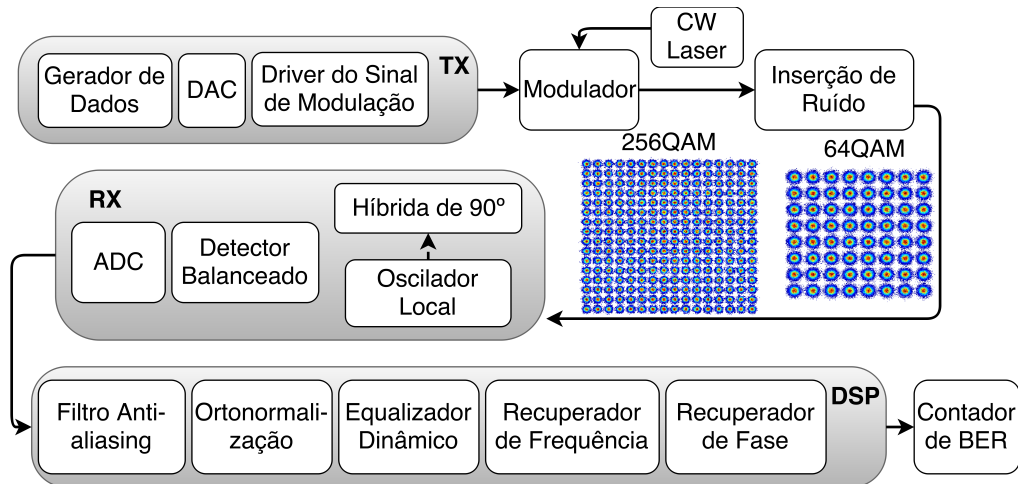 CW
Laser
TX
Gerador de
Dados
DAC
Driver do Sinal
de Modulação
Modulador
Inserção de
Ruído
256QAM
64QAM
RX
Híbrida de 90º
ADC
Detector
Balanceado
Oscilador
Local
DSP
Filtro Anti-
aliasing
Ortonormali-
zação
Equalizador
Dinâmico
Recuperador
de Frequência
Recuperador
de Fase
Contador
de BER